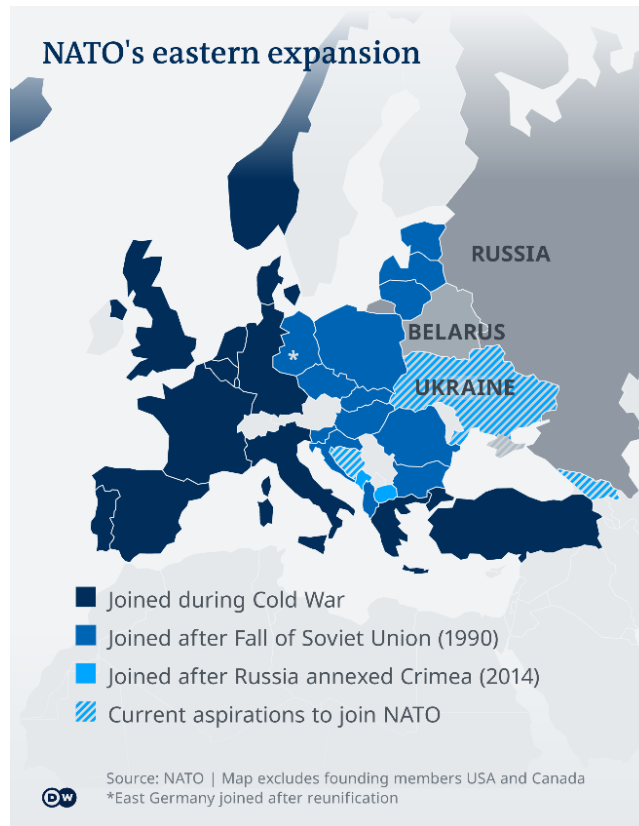 NATO's eastern expansion
RUSSIA
BELARUS
*
UKRAINE
Joined during Cold War
Joined after Fall of Soviet Union (1990)
Joined after Russia annexed Crimea (2014)
Current aspirations to join NATO
Source: NATO | Map excludes founding members USA and Canada
*East Germany joined after reunification
DW